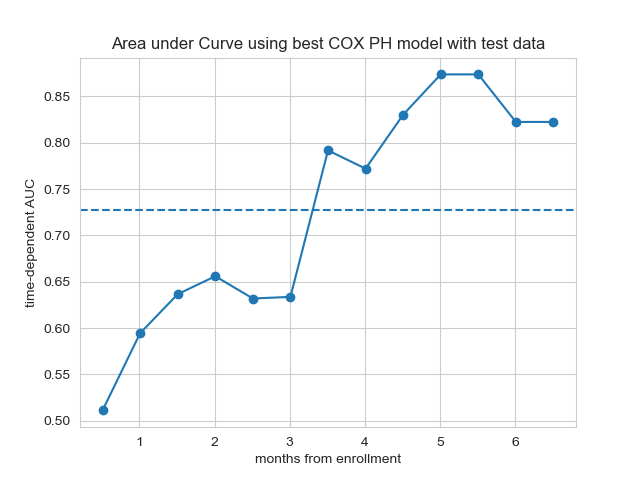 Area under Curve using best COX PH model with test data
time-dependent AUC
0.85
0.80
0.75
0.70
0.65
0.60
0.55
0.50
1 2 3 4 5 6
months from enrollment